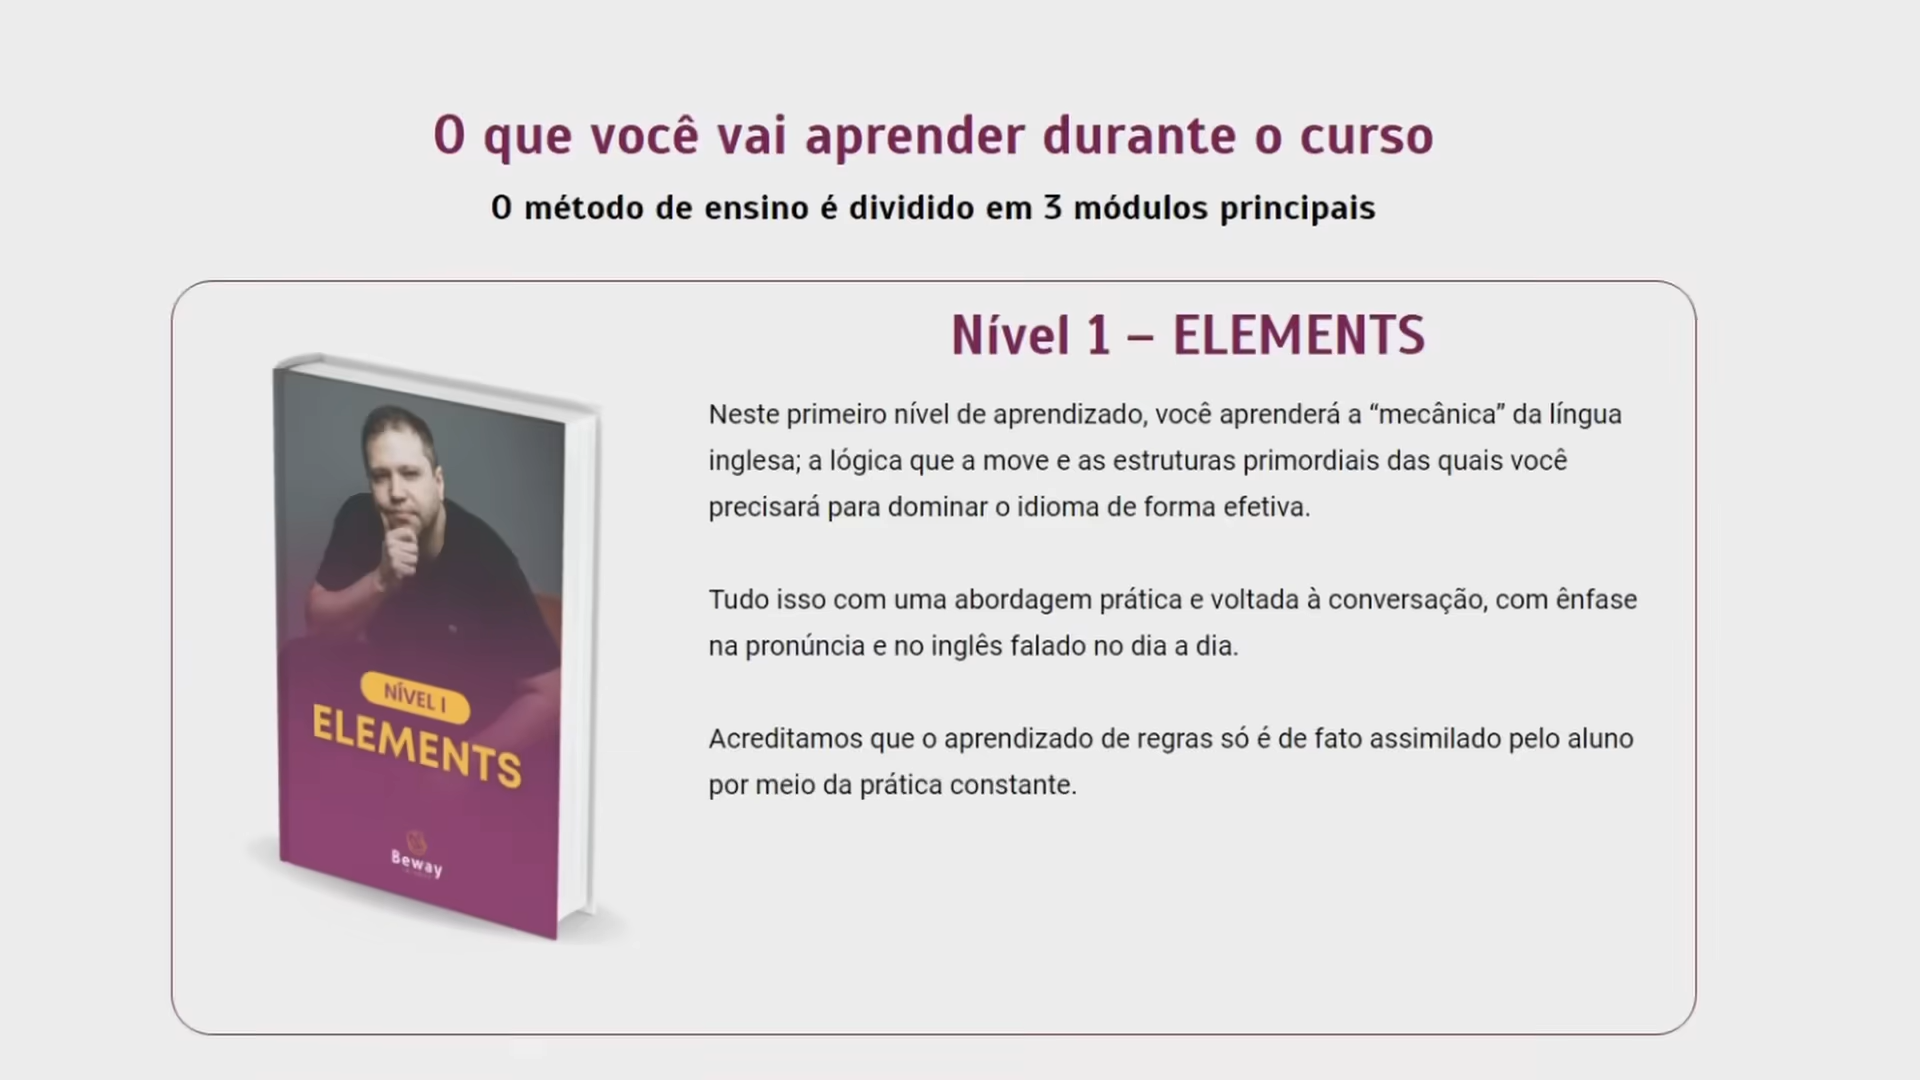 O que você vai aprender durante o curso
O método de ensino é dividido em 3 módulos principais
Nível 1 – ELEMENTS
Neste primeiro nível de aprendizado, você aprenderá a “mecânica” da língua
inglesa; a lógica que a move e as estruturas primordiais das quais você
precisará para dominar o idioma de forma efetiva.
Tudo isso com uma abordagem prática e voltada à conversação, com ênfase
na pronúncia e no inglês falado no dia a dia.
Acreditamos que o aprendizado de regras só é de fato assimilado pelo aluno
por meio da prática constante.
NÍVEL I
ELEMENTS
Beway